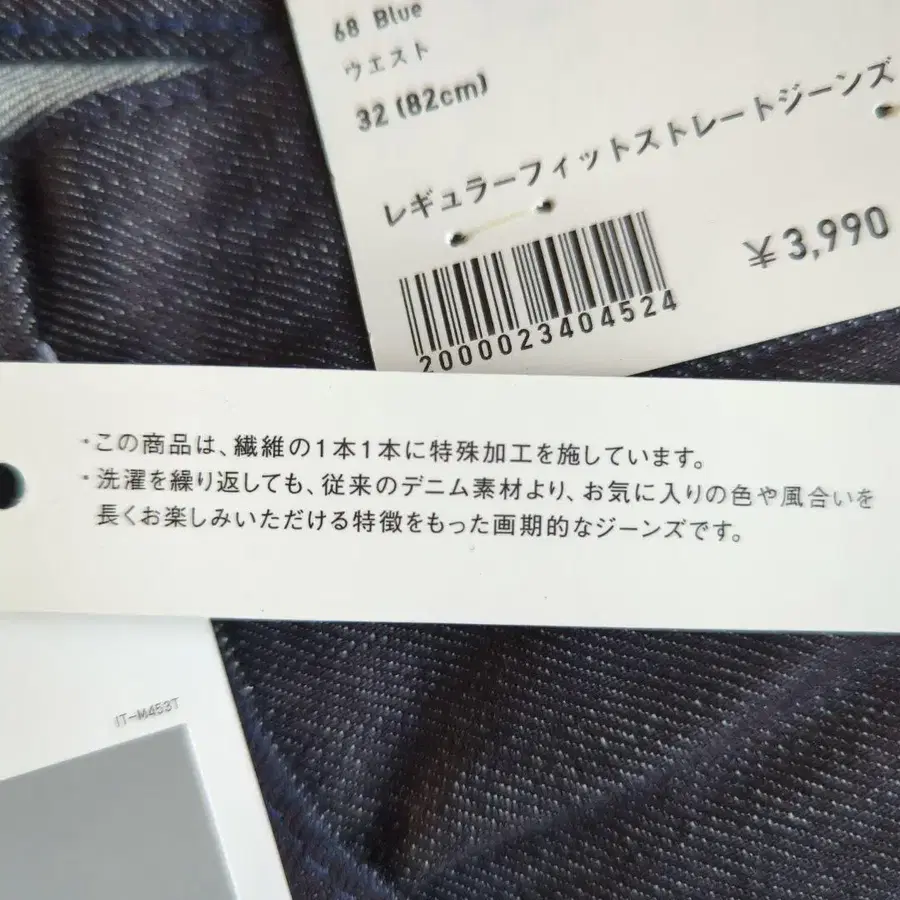 68 Blue
ウエスト
32 (82cm)
レギュラーフィットストレートジーンズ
¥3,990
2000023404524
・この商品は、繊維の1本1本に特殊加工を施しています。
・洗濯を繰り返しても、従来のデニム素材より、お気に入りの色や風合いを
長くお楽しみいただける特徴をもった画期的なジーンズです。
IT-M453T